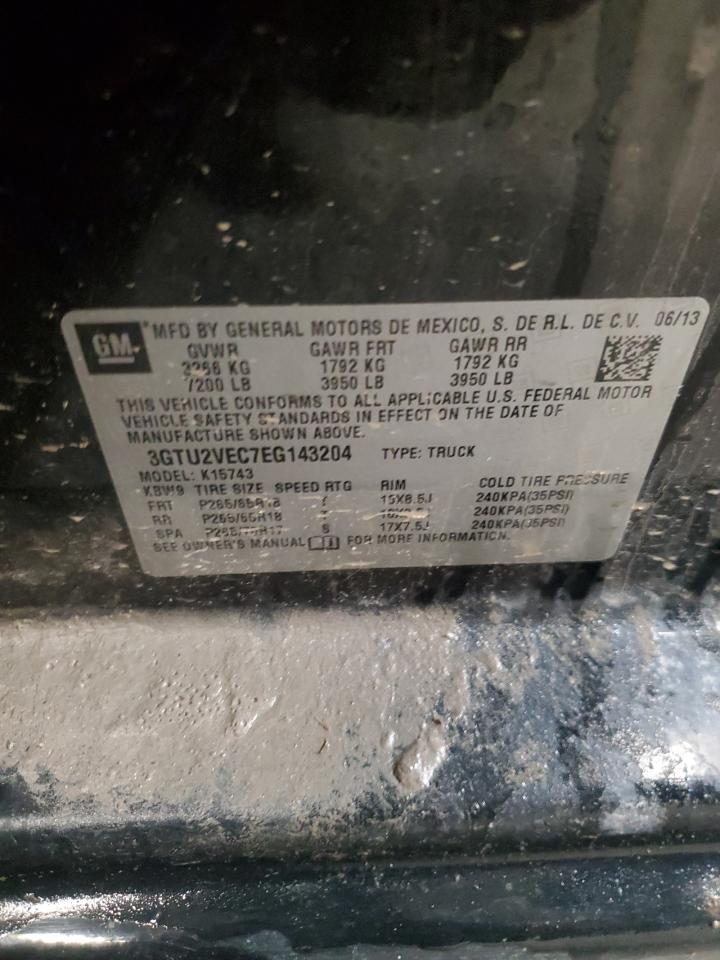 GM
*MFD BY GENERAL MOTORS DE MEXICO, S. DE R.L. DE C.V. 06/13
GVWR GAWR FRT GAWR RR
KG 1792 KG 1792 KG
7200 LB 3950 LB 3950 LB
THIS VEHICLE CONFORMS TO ALL APPLICABLE U.S. FEDERAL MOTOR
VEHICLE SAFETY STANDARDS IN EFFECT ON THE DATE OF
MANUFACTURE SHOWN ABOVE.
3GTU2VEC7EG143204 TYPE: TRUCK
MODEL: K15743
TIRE SIZE SPEED RTG RIM COLD TIRE PRESSURE
FRT 240KPA(35PSI)
RR P265/65R18 240KPA(35PSI)
SPA S 17X7.5J 240KPA(35PSI)
SEE OWNER'S MANUAL FOR MORE INFORMATION.